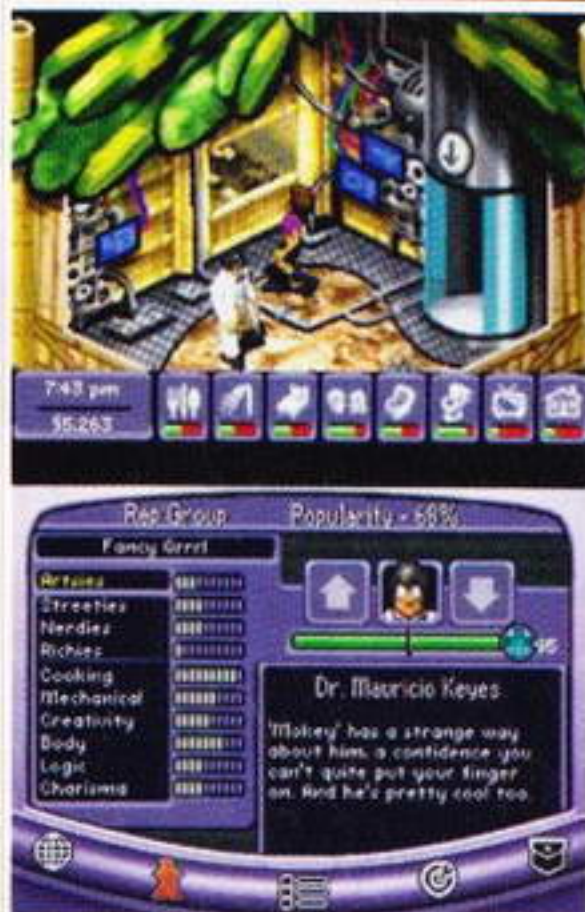 7:43 pm
55,263
Rep Group
Popularity - 68%
Fancy Grrrl
Artsies
Streeties
Nerdies
Richies
Cooking
Mechanical
Creativity
Body
Logic
Charisma
95
Dr. Mauricio Keyes
'Mokey' has a strange way
about him, a confidence you
can't quite put your finger
on. And he's pretty cool too.